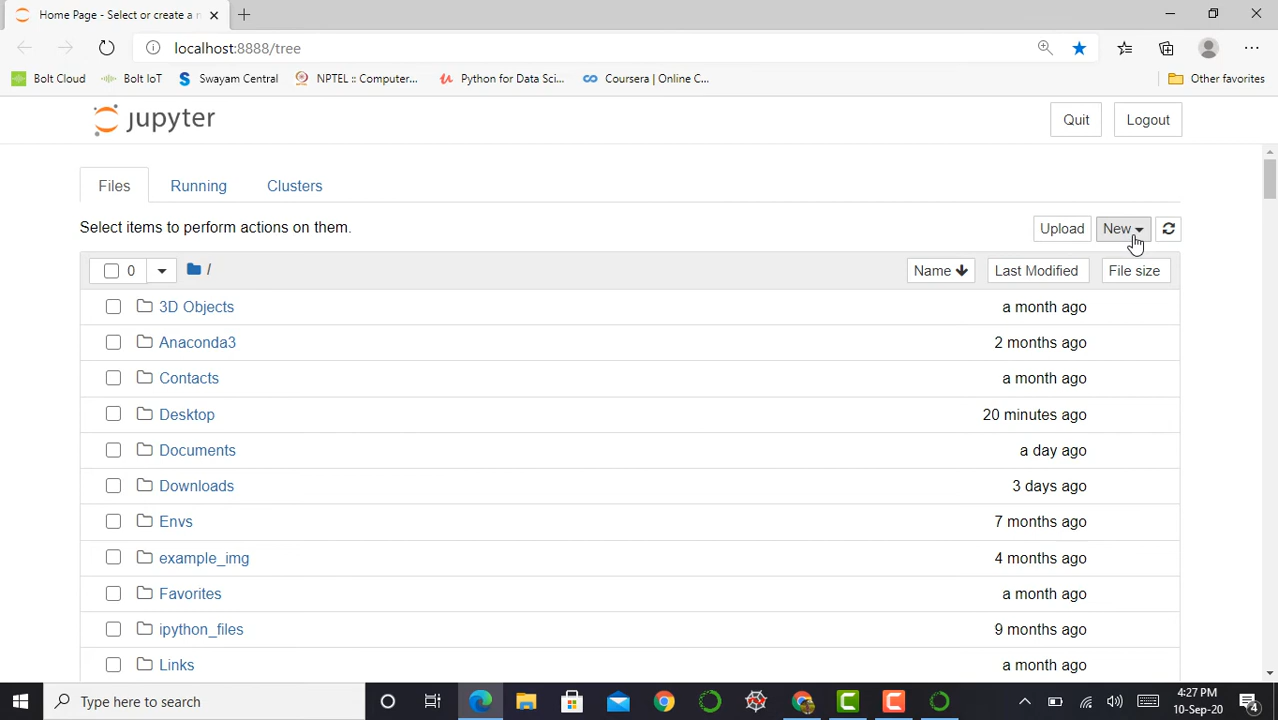 Home Page - Select or create a n
localhost:8888/tree
Bolt Cloud
Bolt IoT
Swayam Central
NPTEL :: Computer...
Python for Data Sci...
Coursera | Online C...
Other favorites
jupyter
Quit
Logout
Files
Running
Clusters
Select items to perform actions on them.
Upload
New
0
/
Name
Last Modified
File size
3D Objects
a month ago
Anaconda3
2 months ago
Contacts
a month ago
Desktop
20 minutes ago
Documents
a day ago
Downloads
3 days ago
Envs
7 months ago
example_img
4 months ago
Favorites
a month ago
ipython_files
9 months ago
Links
a month ago
Type here to search
4:27 PM
10-Sep-20
4